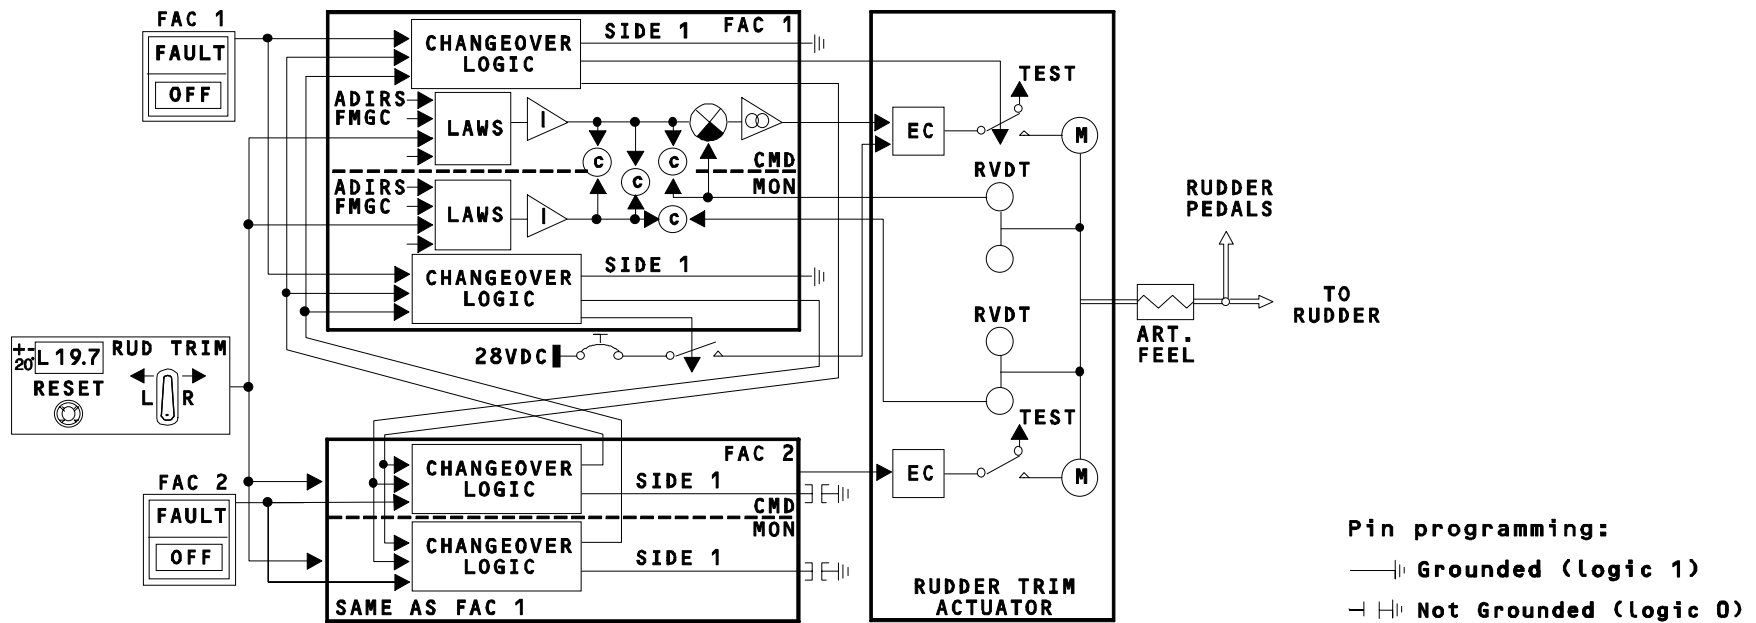 FAC 1
FAULT
OFF
CHANGEOVER
LOGIC
SIDE 1
FAC 1
ADIRS
FMGC
LAWS
I
C
C
C
CMD
MON
ADIRS
FMGC
LAWS
I
C
CHANGEOVER
LOGIC
SIDE 1
28VDC
+-
20°
L 19.7
RUD TRIM
RESET
L
R
FAC 2
FAULT
OFF
CHANGEOVER
LOGIC
FAC 2
SIDE 1
CMD
MON
CHANGEOVER
LOGIC
SIDE 1
SAME AS FAC 1
EC
TEST
M
RVDT
RVDT
TEST
EC
M
RUDDER TRIM
ACTUATOR
RUDDER
PEDALS
TO
RUDDER
ART.
FEEL
Pin programming:
Grounded (logic 1)
Not Grounded (logic 0)